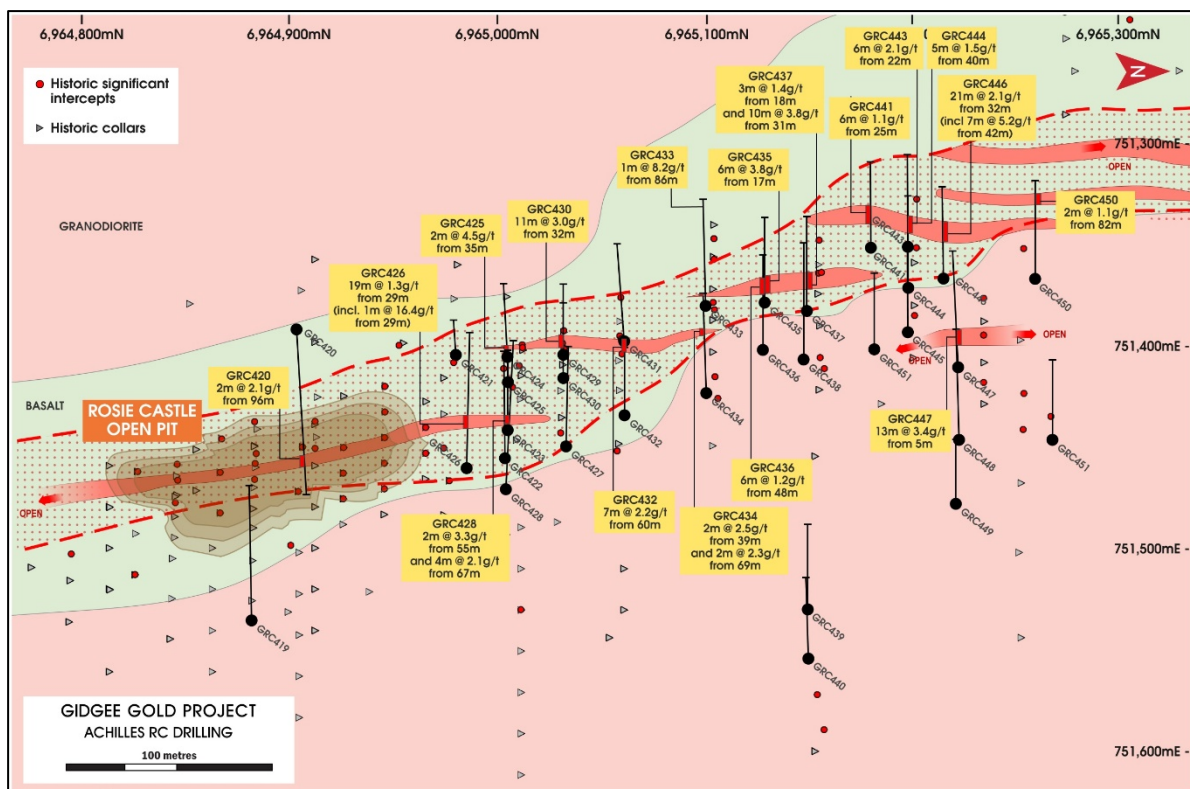 6,964,800mN
6,964,900mN
6,965,000mN
6,965,100mN
6,965,300mN
Historic significant
intercepts
Historic collars
N
GRC443
6m @ 2.1g/t
from 22m
GRC444
5m @ 1.5g/t
from 40m
GRC437
3m @ 1.4g/t
from 18m
and 10m @ 3.8g/t
from 31m
GRC441
6m @ 1.1g/t
from 25m
GRC446
21m @ 2.1g/t
from 32m
(incl 7m @ 5.2g/t
from 42m)
751,300mE
OPEN
GRC433
1m @ 8.2g/t
from 86m
GRC435
6m @ 3.8g/t
from 17m
GRC450
2m @ 1.1g/t
from 82m
GRANODIORITE
GRC425
2m @ 4.5g/t
from 35m
GRC430
11m @ 3.0g/t
from 32m
GRC426
19m @ 1.3g/t
from 29m
(incl. 1m @ 16.4g/t
from 29m)
GRC443
GRC441
GRC444
GRC445
GRC450
GRC420
GRC421
GRC424
GRC425
GRC429
GRC430
GRC431
GRC433
GRC435
GRC437
GRC436
GRC438
GRC451
OPEN
OPEN
751,400mE
GRC420
2m @ 2.1g/t
from 96m
BASALT
ROSIE CASTLE
OPEN PIT
GRC447
GRC434
GRC432
GRC423
GRC426
GRC422
GRC427
GRC428
GRC447
13m @ 3.4g/t
from 5m
GRC448
GRC451
GRC449
OPEN
GRC436
6m @ 1.2g/t
from 48m
GRC432
7m @ 2.2g/t
from 60m
GRC434
2m @ 2.5g/t
from 39m
and 2m @ 2.3g/t
from 69m
GRC428
2m @ 3.3g/t
from 55m
and 4m @ 2.1g/t
from 67m
751,500mE
GRC419
GRC439
GRC440
GIDGEE GOLD PROJECT
ACHILLES RC DRILLING
100 metres
751,600mE